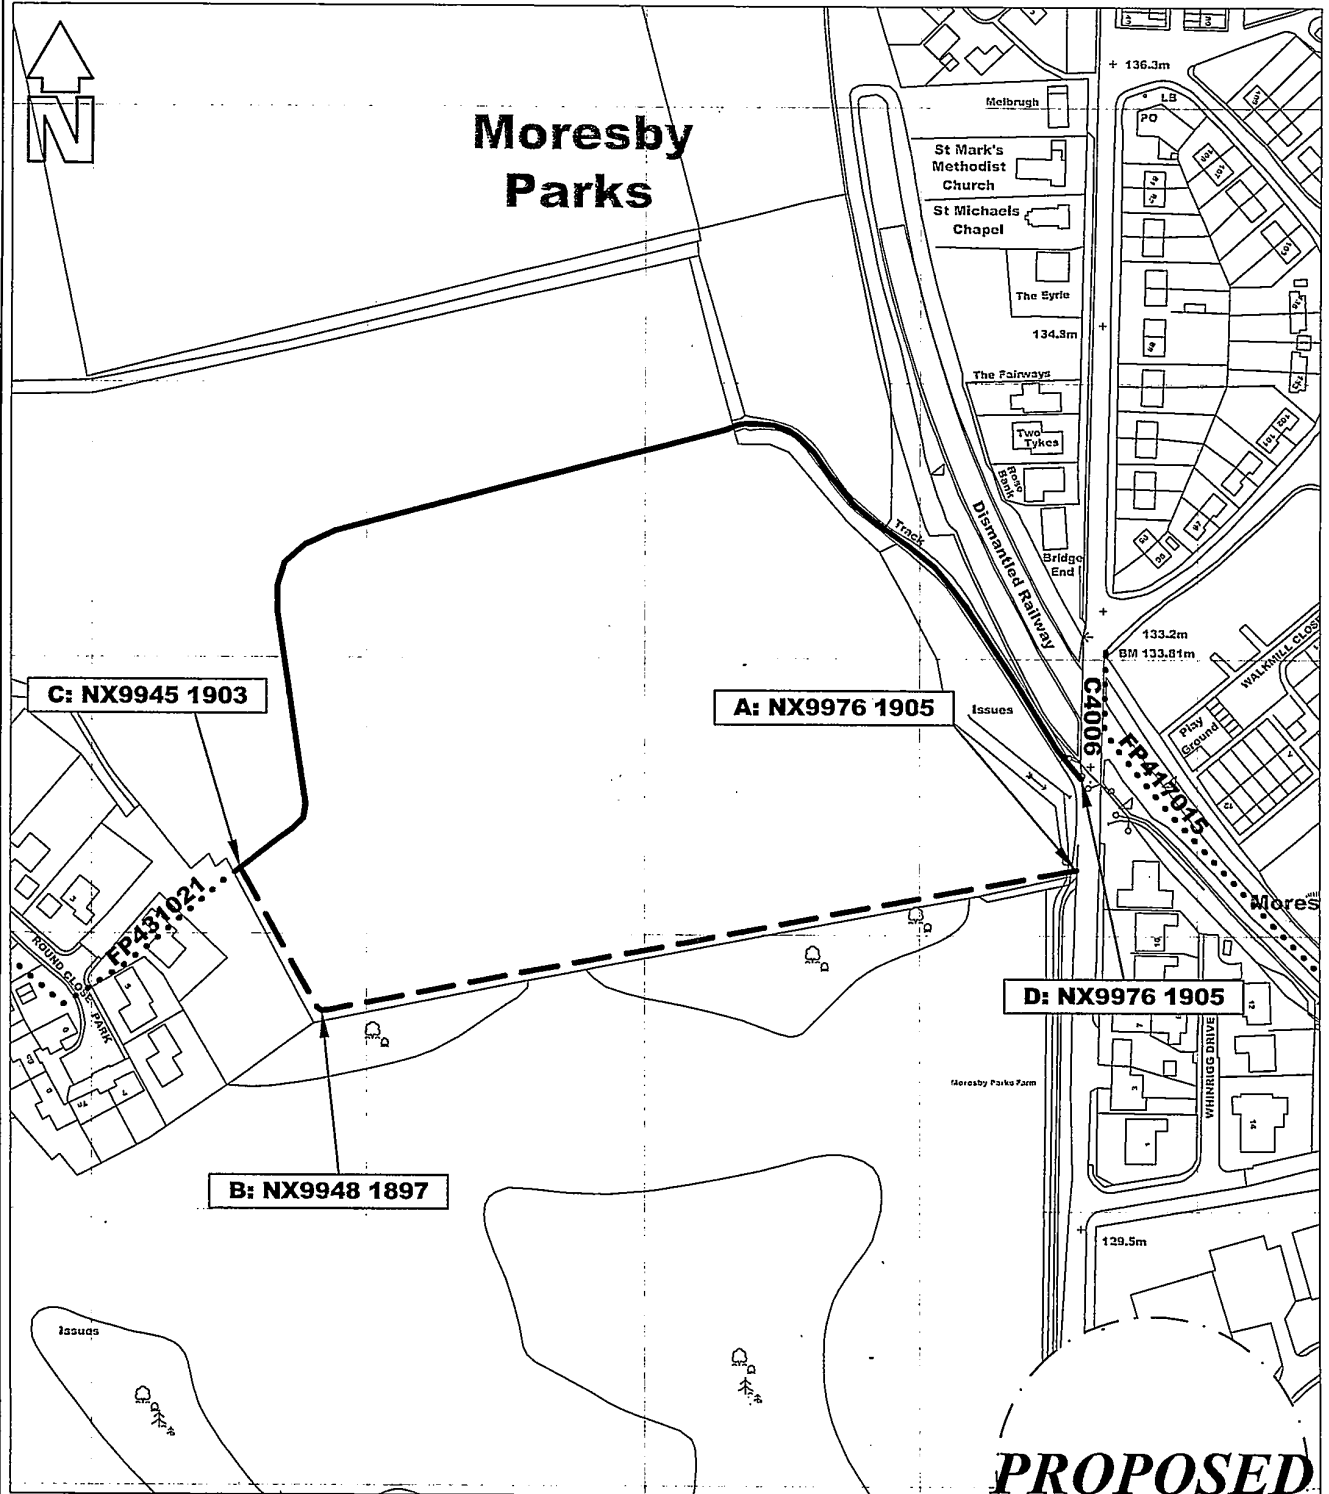 N
Moresby
Parks
136.3m
LB
PO
Melbrugh
St Mark's
Methodist
Church
St Michaels
Chapel
The Eyrie
134.3m
The Fairways
Two
Tykes
Rose
Bank
Bridge
End
Track
Dismantled Railway
133.2m
BM 133.81m
WALKMILL CLOSE
Play
Ground
C4006
FP417015
C: NX9945 1903
A: NX9976 1905
Issues
FP431021
ROUND CLOSE PARK
Mores
D: NX9976 1905
WHINRIGG DRIVE
Moresby Parks Farm
B: NX9948 1897
129.5m
Issues
PROPOSED